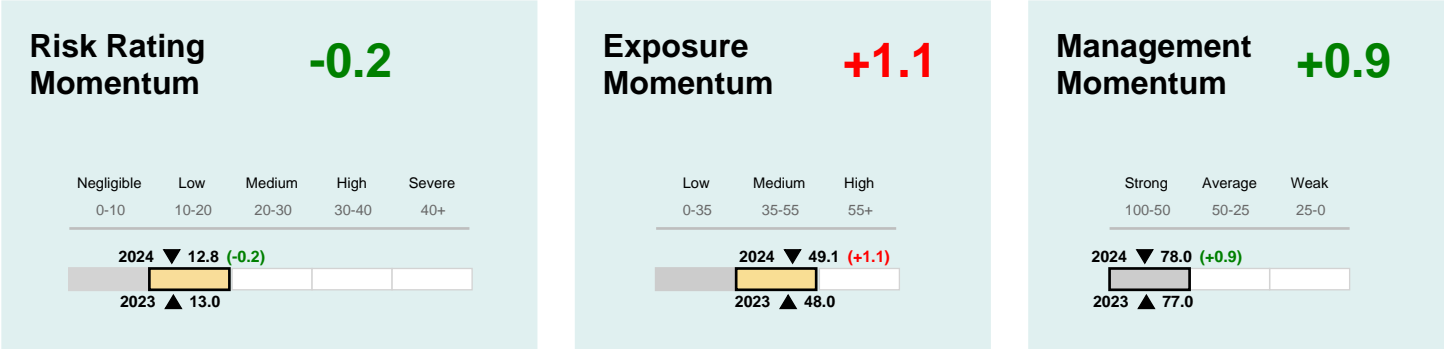 Risk Rating
Momentum
-0.2
Negligible Low Medium High Severe
0-10 10-20 20-30 30-40 40+
2024 ▼ 12.8 (-0.2)
2023 ▲ 13.0
Exposure
Momentum
+1.1
Low Medium High
0-35 35-55 55+
2024 ▼ 49.1 (+1.1)
2023 ▲ 48.0
Management
Momentum
+0.9
Strong Average Weak
100-50 50-25 25-0
2024 ▼ 78.0 (+0.9)
2023 ▲ 77.0